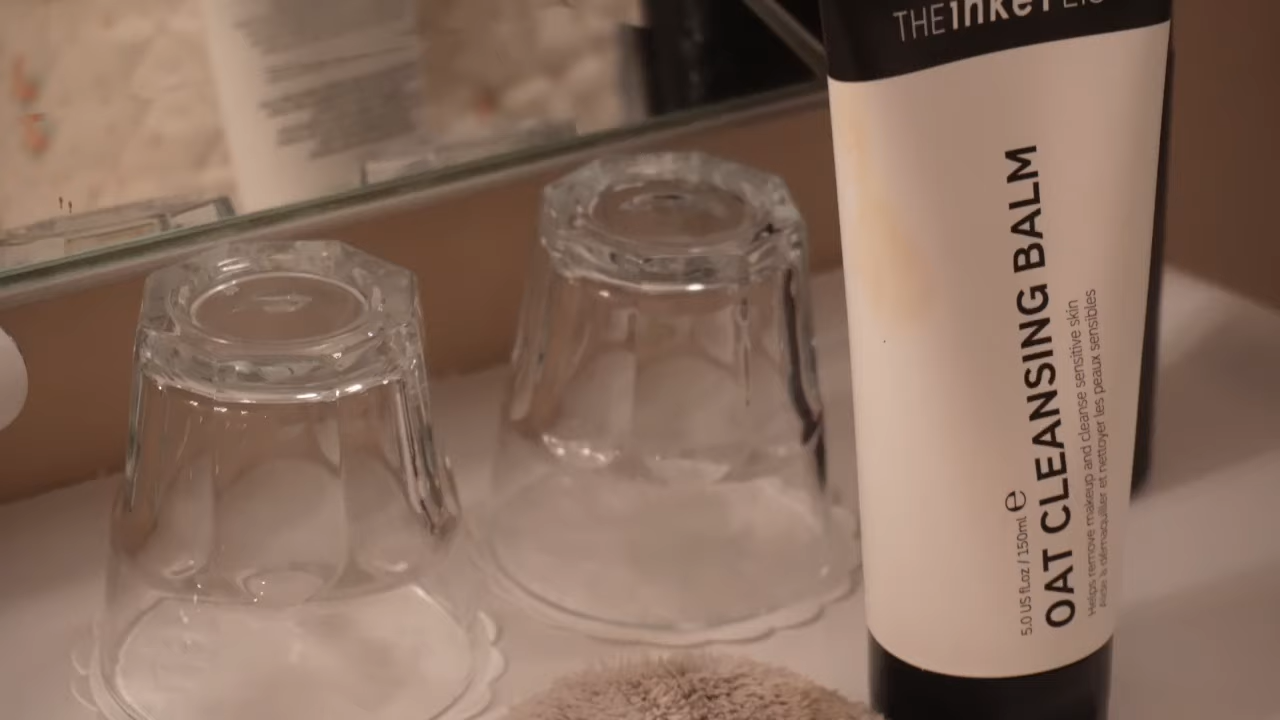 THE INKEY LIS
5.0 US fl.oz / 150ml ℮
OAT CLEANSING BALM
Helps remove makeup and cleanse sensitive skin
Aide à démaquiller et nettoyer les peaux sensibles